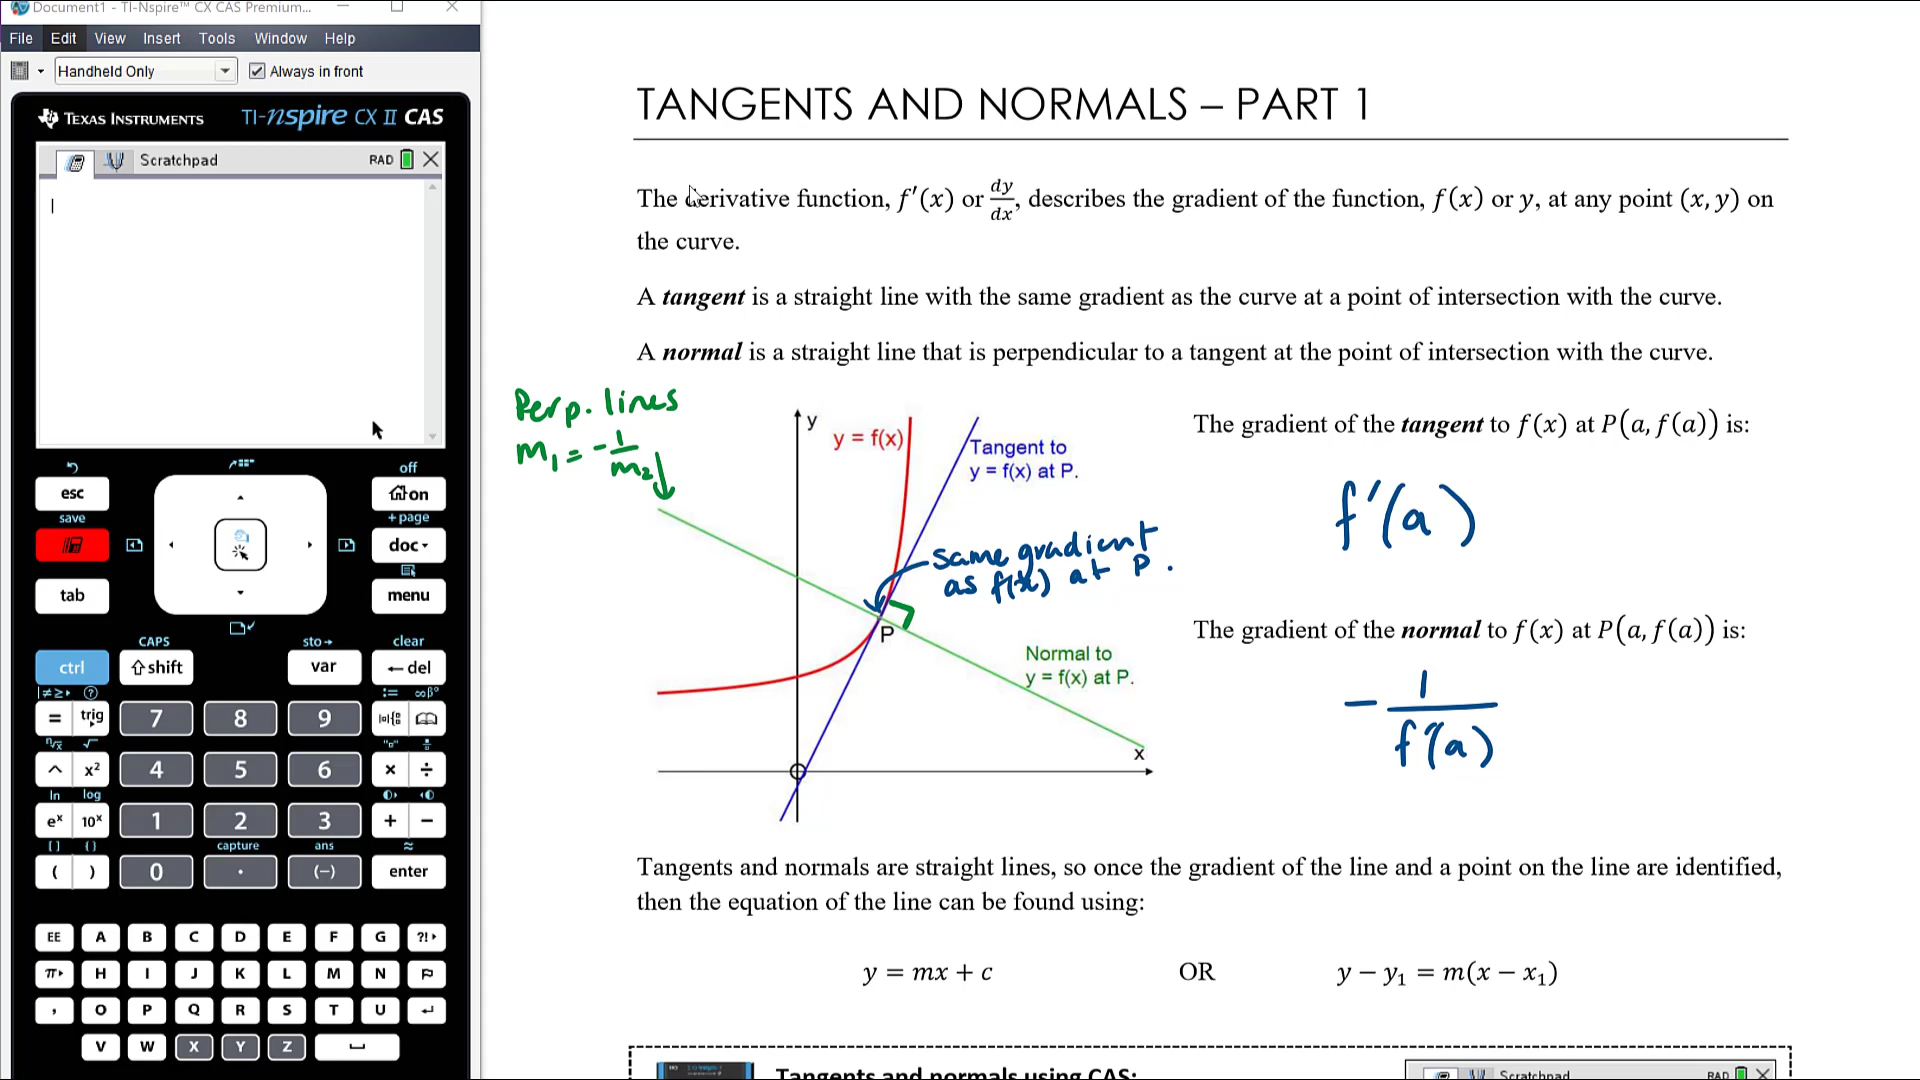 Document1 - TI-Nspire™ CX CAS Premium...
File Edit View Insert Tools Window Help
Handheld Only Always in front
TEXAS INSTRUMENTS TI-nspire CX II CAS
Scratchpad RAD
off
esc on
save +page
doc
tab menu
CAPS sto→ clear
ctrl shift var ←del
= trig 7 8 9
^ x² 4 5 6 × ÷
ln log
eˣ 10ˣ 1 2 3 + −
[] {} capture ans ≈
( ) 0 . (−) enter
EE A B C D E F G ?!▸
π▸ H I J K L M N
, O P Q R S T U ↵
V W X Y Z
TANGENTS AND NORMALS – PART 1
The derivative function, f′(x) or dy/dx, describes the gradient of the function, f(x) or y, at any point (x, y) on
the curve.
A tangent is a straight line with the same gradient as the curve at a point of intersection with the curve.
A normal is a straight line that is perpendicular to a tangent at the point of intersection with the curve.
Perp. lines
m₁ = -1/m₂
y
y = f(x)
Tangent to
y = f(x) at P.
same gradient
as f(x) at P.
P
Normal to
y = f(x) at P.
x
O
The gradient of the tangent to f(x) at P(a, f(a)) is:
f′(a)
The gradient of the normal to f(x) at P(a, f(a)) is:
-1/f′(a)
Tangents and normals are straight lines, so once the gradient of the line and a point on the line are identified,
then the equation of the line can be found using:
y = mx + c OR y − y₁ = m(x − x₁)
Tangents and normals using CAS:
Scratchpad RAD